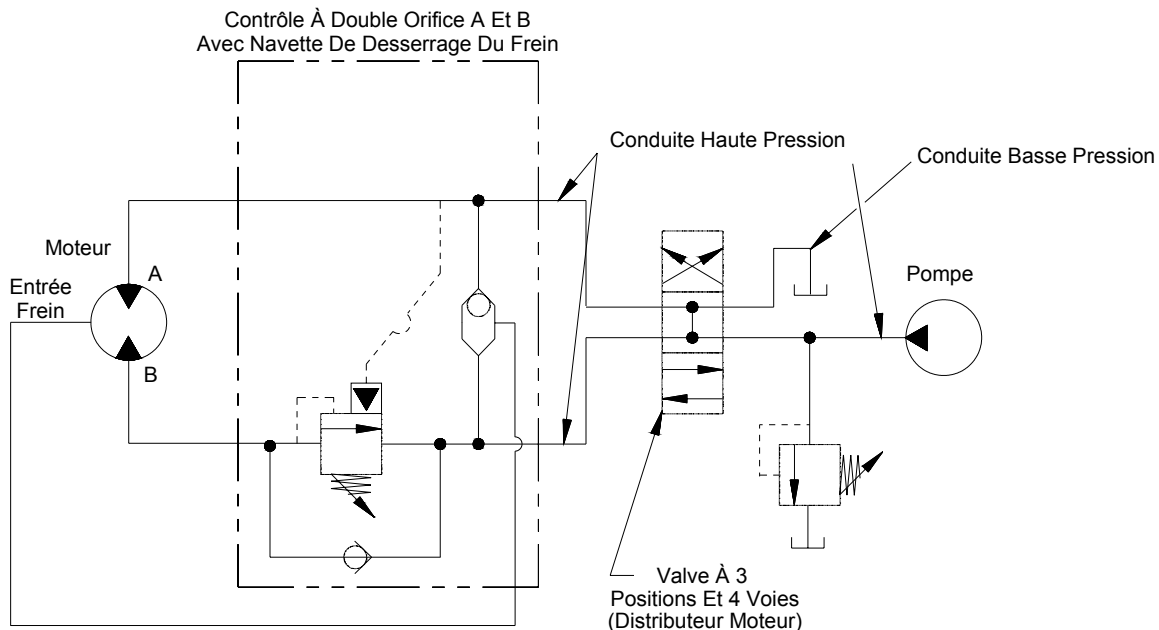 Contrôle À Double Orifice A Et B
Avec Navette De Desserrage Du Frein
Conduite Haute Pression
Conduite Basse Pression
Moteur
A
Entrée
Frein
B
Pompe
Valve À 3
Positions Et 4 Voies
(Distributeur Moteur)